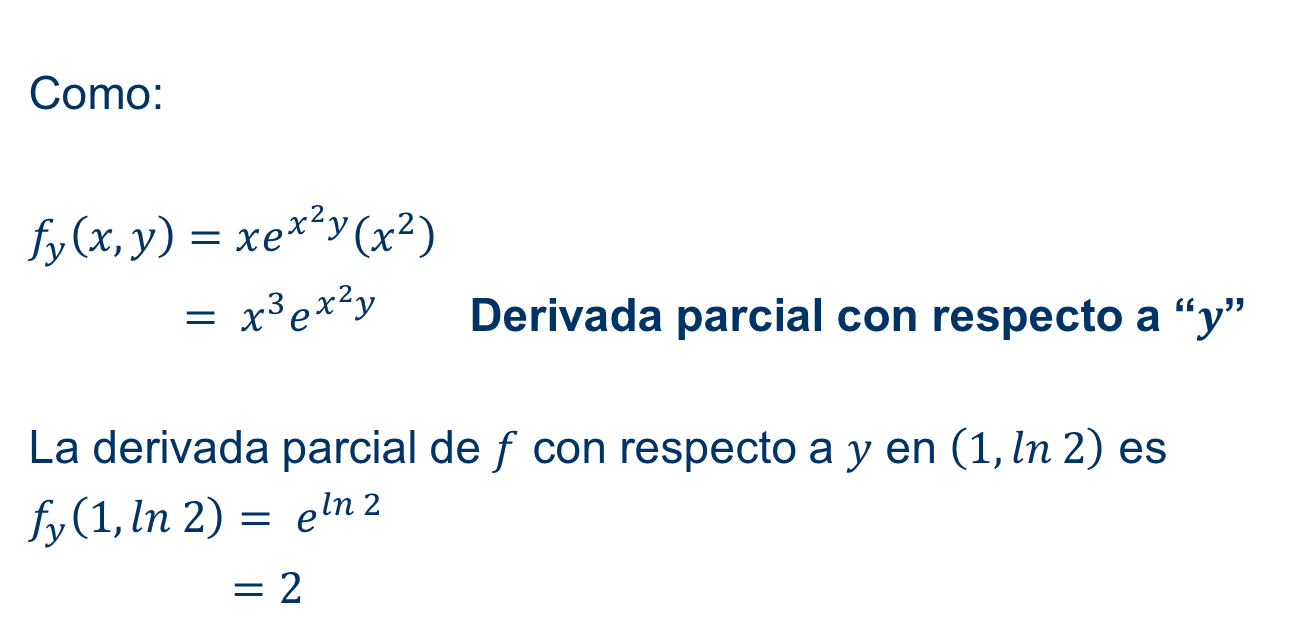 Como:
f_y(x, y) = xe^{x^2y}(x^2)
= x^3e^{x^2y} Derivada parcial con respecto a “y”
La derivada parcial de f con respecto a y en (1, ln 2) es
f_y(1, ln 2) = e^{ln 2}
= 2